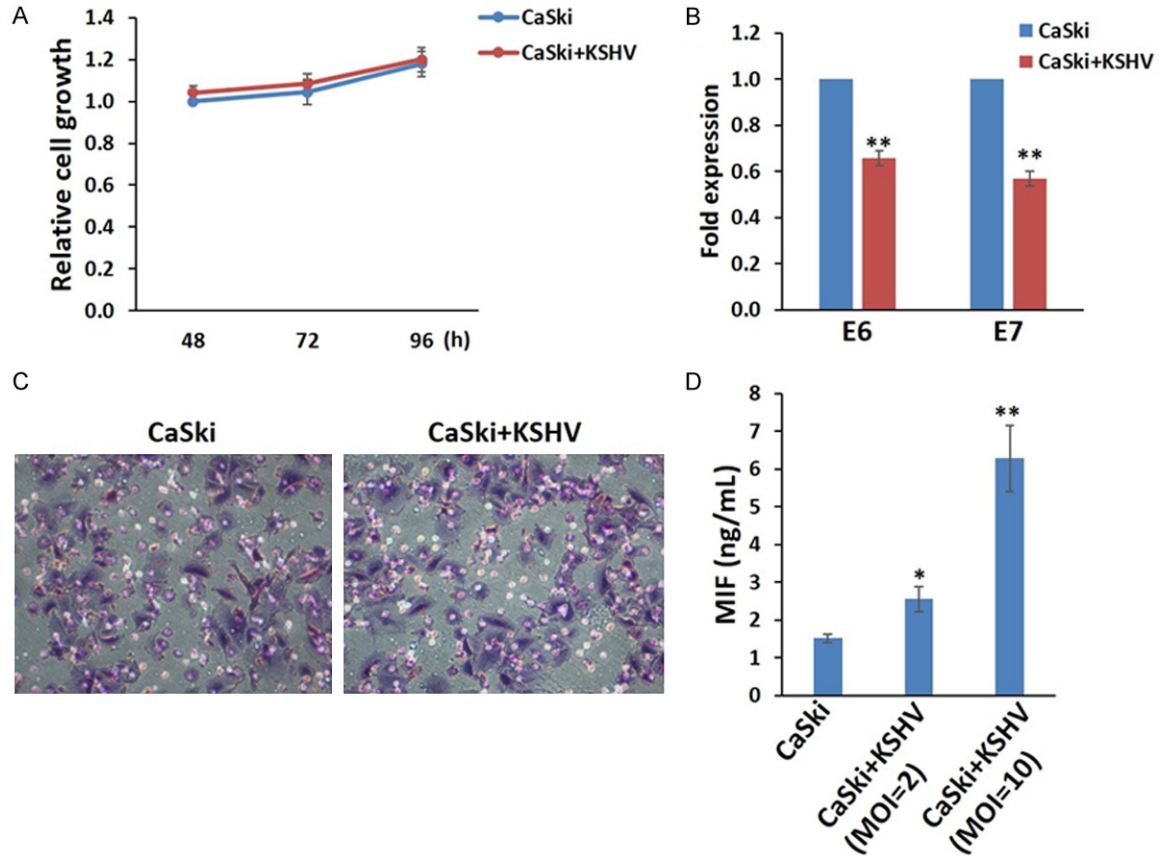 A
Relative cell growth
1.4
1.2
1.0
0.8
0.6
0.4
0.2
0.0
48 72 96 (h)
CaSki
CaSki+KSHV
B
Fold expression
1.2
1.0
0.8
0.6
0.4
0.2
0.0
**
**
E6 E7
CaSki
CaSki+KSHV
C
CaSki CaSki+KSHV
D
MIF (ng/mL)
8
7
6
5
4
3
2
1
0
*
**
CaSki
CaSki+KSHV
(MOI=2)
CaSki+KSHV
(MOI=10)